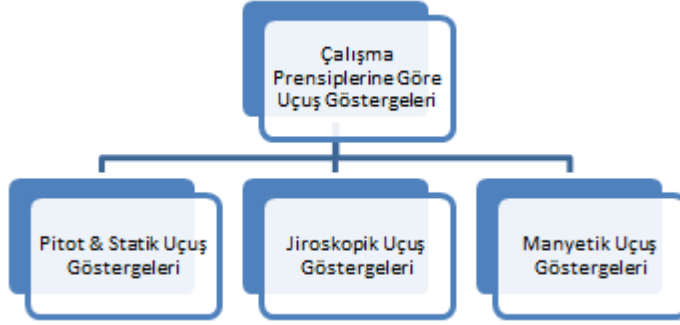 Çalışma
Prensiplerine Göre
Uçuş Göstergeleri
Pitot & Statik Uçuş
Göstergeleri
Jiroskopik Uçuş
Göstergeleri
Manyetik Uçuş
Göstergeleri